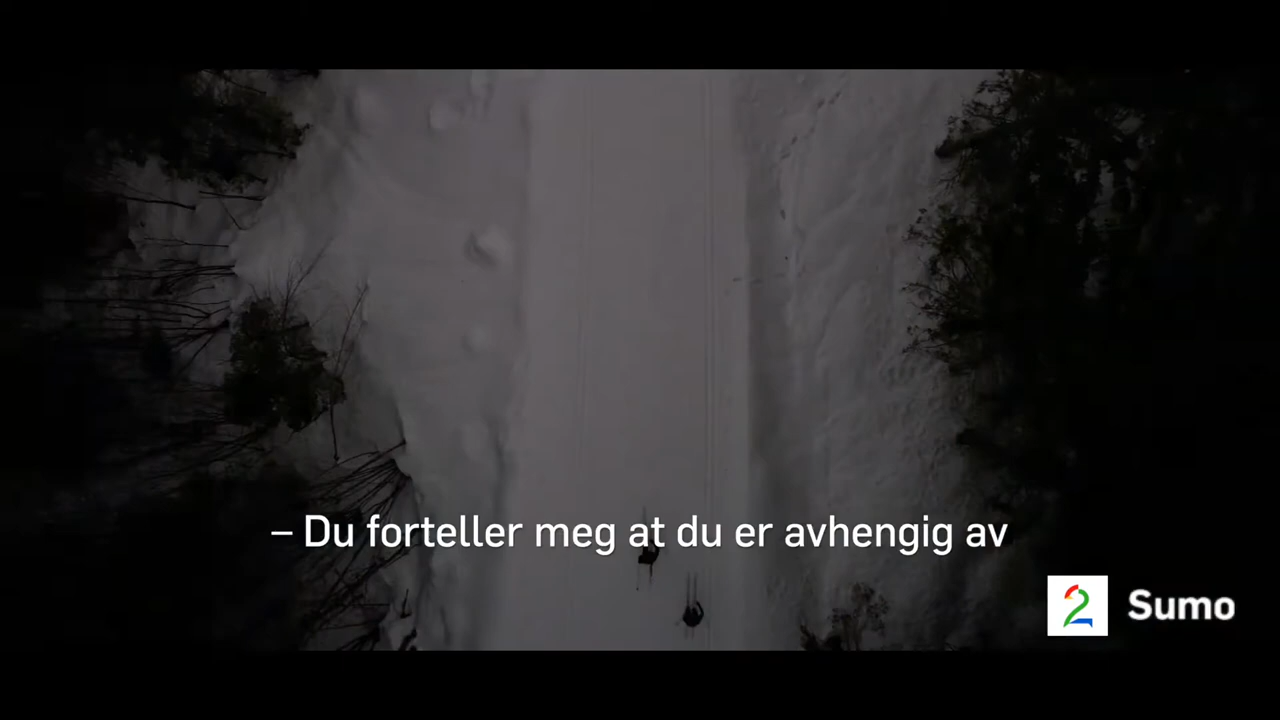 – Du forteller meg at du er avhengig av
2 Sumo